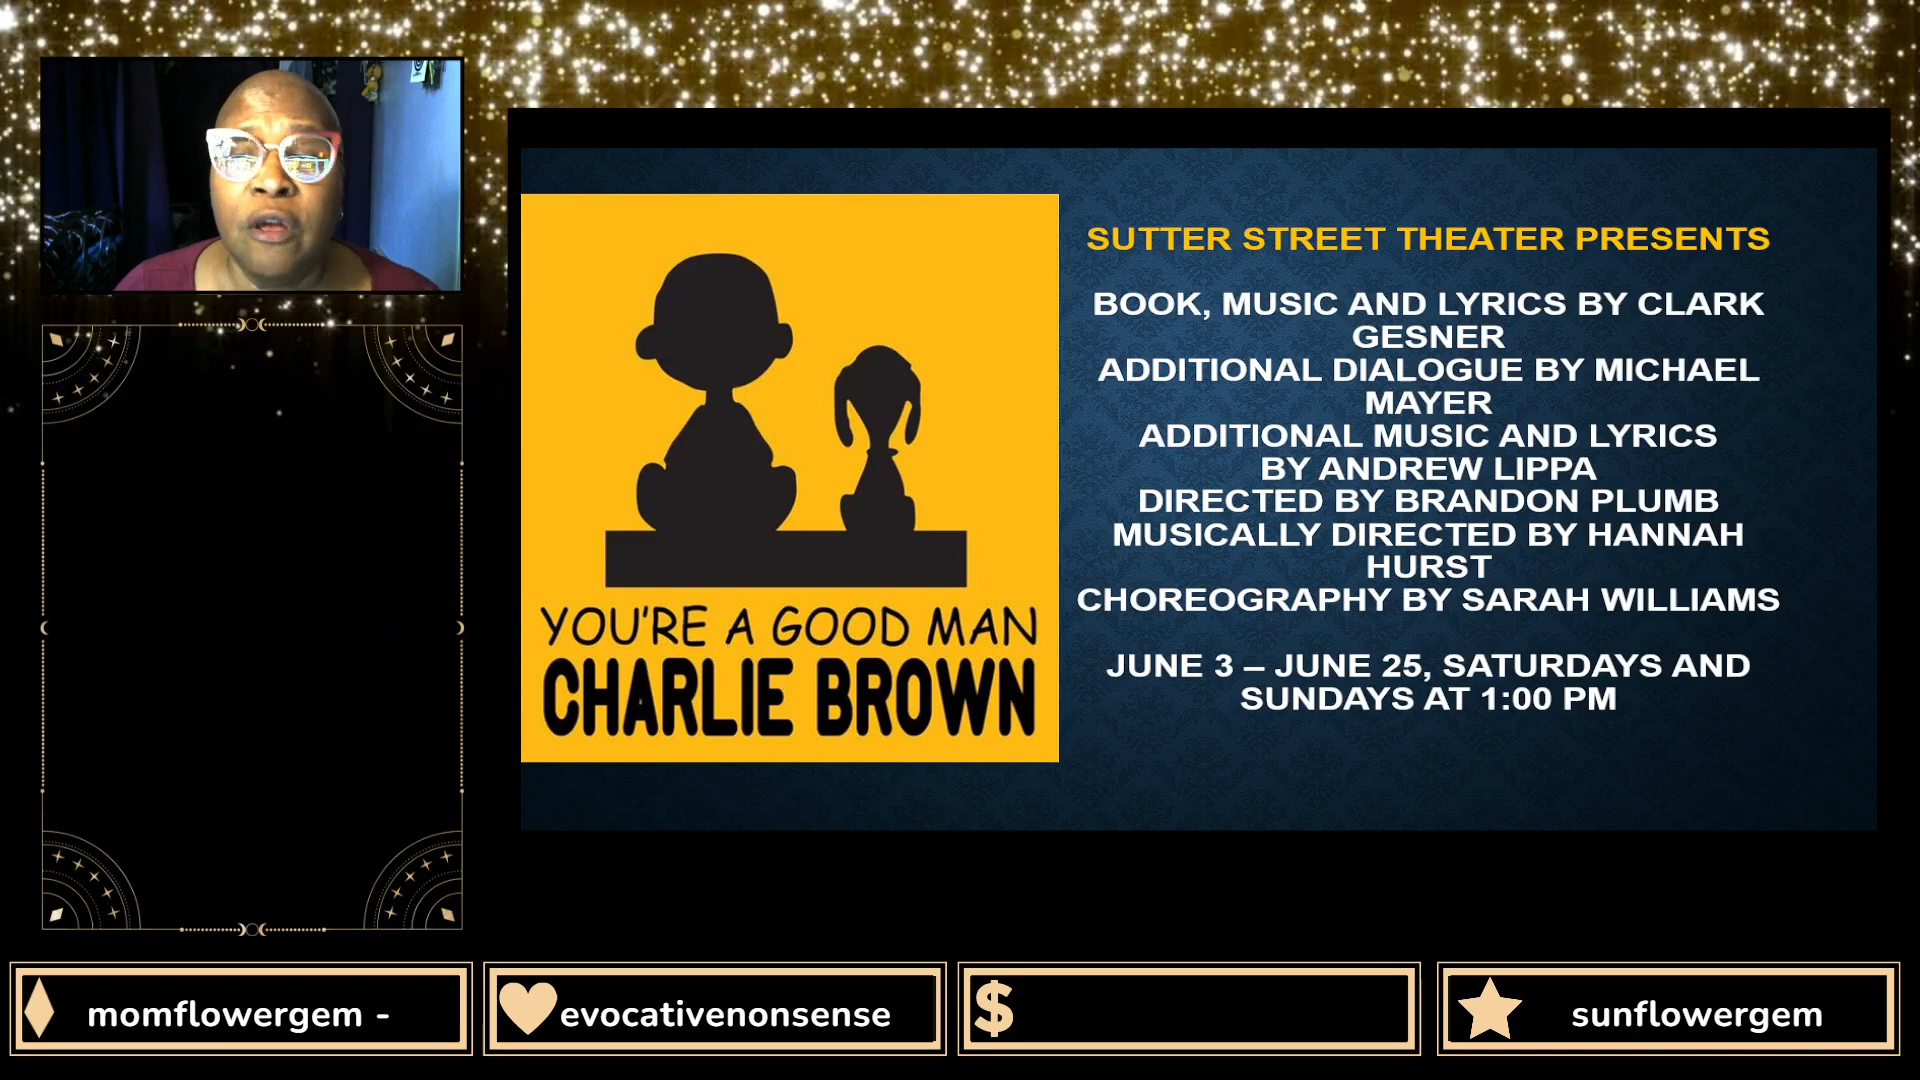 SUTTER STREET THEATER PRESENTS
BOOK, MUSIC AND LYRICS BY CLARK
GESNER
ADDITIONAL DIALOGUE BY MICHAEL
MAYER
ADDITIONAL MUSIC AND LYRICS
BY ANDREW LIPPA
DIRECTED BY BRANDON PLUMB
MUSICALLY DIRECTED BY HANNAH
HURST
CHOREOGRAPHY BY SARAH WILLIAMS
JUNE 3 – JUNE 25, SATURDAYS AND
SUNDAYS AT 1:00 PM
YOU'RE A GOOD MAN
CHARLIE BROWN
momflowergem -
evocativenonsense
$
sunflowergem